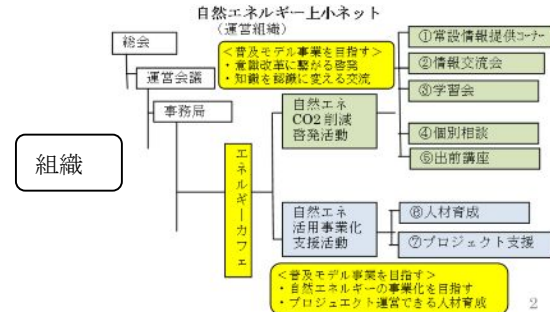 自然エネルギー上小ネット
（運営組織）
総会
運営会議
事務局
組織
＜普及モデル事業を目指す＞
・意識改革に繋がる啓発
・知識を認識に変える交流
エネルギーカフェ
自然エネ
CO2削減
啓発活動
①常設情報提供コーナー
②情報交流会
③学習会
④個別相談
⑤出前講座
自然エネ
活用事業化
支援活動
⑥人材育成
⑦プロジェクト支援
＜普及モデル事業を目指す＞
・自然エネルギーの事業化を目指す
・プロジュエクト運営できる人材育成
2